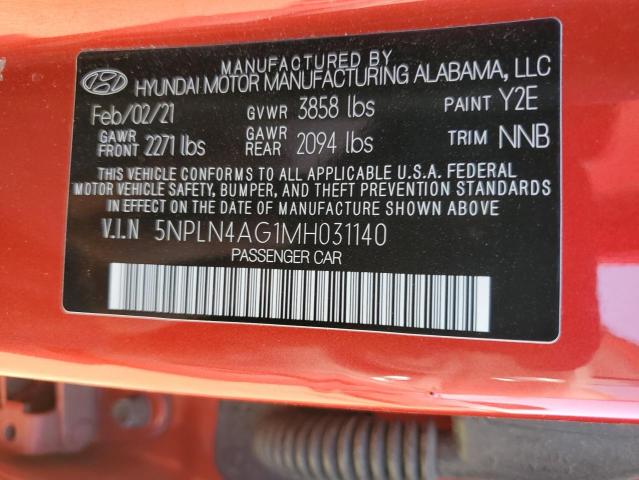 MANUFACTURED BY
HYUNDAI MOTOR MANUFACTURING ALABAMA, LLC
Feb/02/21 GVWR 3858 lbs PAINT Y2E
GAWR FRONT 2271 lbs GAWR REAR 2094 lbs TRIM NNB
THIS VEHICLE CONFORMS TO ALL APPLICABLE U.S.A. FEDERAL
MOTOR VEHICLE SAFETY, BUMPER, AND THEFT PREVENTION STANDARDS
IN EFFECT ON THE DATE OF MANUFACTURE SHOWN ABOVE.
V.I.N 5NPLN4AG1MH031140
PASSENGER CAR